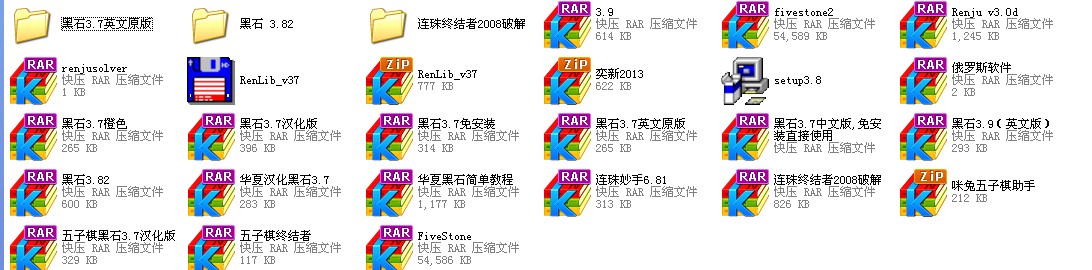 黑石3.7英文原版
黑石 3.82
连珠终结者2008破解
RAR
3.9
快压 RAR 压缩文件
614 KB
RAR
fivestone2
快压 RAR 压缩文件
54,589 KB
RAR
Renju v3.0d
快压 RAR 压缩文件
1,245 KB
RAR
renjusolver
快压 RAR 压缩文件
1 KB
RenLib_v37
ZiP
RenLib_v37
777 KB
ZiP
奕新2013
622 KB
setup3.8
RAR
俄罗斯软件
快压 RAR 压缩文件
2 KB
RAR
黑石3.7橙色
快压 RAR 压缩文件
265 KB
RAR
黑石3.7汉化版
快压 RAR 压缩文件
396 KB
RAR
黑石3.7免安装
快压 RAR 压缩文件
314 KB
RAR
黑石3.7英文原版
快压 RAR 压缩文件
265 KB
RAR
黑石3.7中文版,免安
装直接使用
快压 RAR 压缩文件
RAR
黑石3.9(英文版)
快压 RAR 压缩文件
293 KB
RAR
黑石3.82
快压 RAR 压缩文件
600 KB
RAR
华夏汉化黑石3.7
快压 RAR 压缩文件
283 KB
RAR
华夏黑石简单教程
快压 RAR 压缩文件
1,177 KB
RAR
连珠妙手6.81
快压 RAR 压缩文件
313 KB
RAR
连珠终结者2008破解
快压 RAR 压缩文件
826 KB
ZiP
咪兔五子棋助手
212 KB
RAR
五子棋黑石3.7汉化版
快压 RAR 压缩文件
329 KB
RAR
五子棋终结者
快压 RAR 压缩文件
117 KB
RAR
FiveStone
快压 RAR 压缩文件
54,586 KB